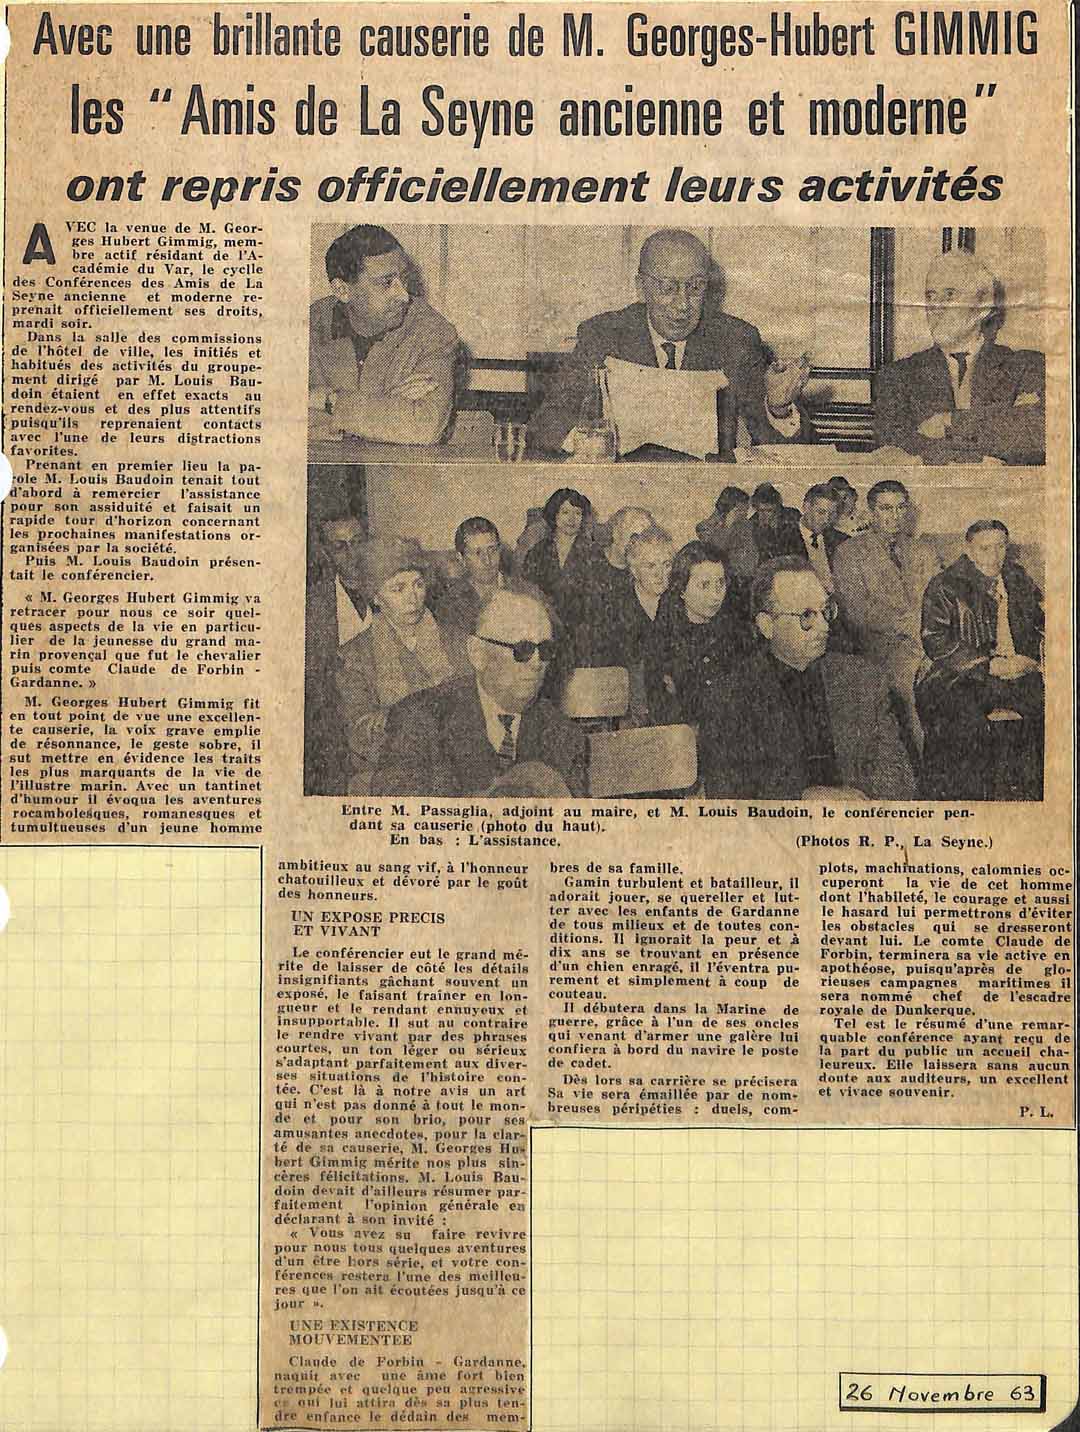 Avec une brillante causerie de M. Georges-Hubert GIMMIG
les "Amis de La Seyne ancienne et moderne"
ont repris officiellement leurs activités
AVEC la venue de M. Geor-
ges Hubert Gimmig, mem-
bre actif résidant de l'A-
cadémie du Var, le cyclle
des Conférences des Amis de La
Seyne ancienne et moderne re-
prenait officiellement ses droits,
mardi soir.
Dans la salle des commissions
de l'hôtel de ville, les initiés et
habitués des activités du groupe-
ment dirigé par M. Louis Bau-
doin étaient en effet exacts au
rendez-vous et des plus attentifs
puisqu'ils reprenaient contacts
avec l'une de leurs distractions
favorites.
Prenant en premier lieu la pa-
role M. Louis Baudoin tenait tout
d'abord à remercier l'assistance
pour son assiduité et faisait un
rapide tour d'horizon concernant
les prochaines manifestations or-
ganisées par la société.
Puis M. Louis Baudoin présen-
tait le conférencier.
« M. Georges Hubert Gimmig va
retracer pour nous ce soir quel-
ques aspects de la vie en particu-
lier de la jeunesse du grand ma-
rin provençal que fut le chevalier
puis comte Claude de Forbin -
Gardanne. »
M. Georges Hubert Gimmig fit
en tout point de vue une excellen-
te causerie, la voix grave emplie
de résonnance, le geste sobre, il
sut mettre en évidence les traits
les plus marquants de la vie de
l'illustre marin. Avec un tantinet
d'humour il évoqua les aventures
rocambolesques, romanesques et
tumultueuses d'un jeune homme
Entre M. Passaglia, adjoint au maire, et M. Louis Baudoin, le conférencier pen-
dant sa causerie (photo du haut).
En bas : L'assistance.
(Photos R. P., La Seyne.)
ambitieux au sang vif, à l'honneur
chatouilleux et dévoré par le goût
des honneurs.
UN EXPOSE PRECIS
ET VIVANT
Le conférencier eut le grand mé-
rite de laisser de côté les détails
insignifiants gâchant souvent un
exposé, le faisant traîner en lon-
gueur et le rendant ennuyeux et
insupportable. Il sut au contraire
le rendre vivant par des phrases
courtes, un ton léger ou sérieux
s'adaptant parfaitement aux diver-
ses situations de l'histoire con-
tée. C'est là à notre avis un art
qui n'est pas donné à tout le mon-
de et pour son brio, pour ses
amusantes anecdotes, pour la clar-
té de sa causerie, M. Georges Hu-
bert Gimmig mérite nos plus sin-
cères félicitations. M. Louis Bau-
doin devait d'ailleurs résumer par-
faitement l'opinion générale en
déclarant à son invité :
« Vous avez su faire revivre
pour nous tous quelques aventures
d'un être hors série, et votre con-
férences restera l'une des meilleu-
res que l'on ait écoutées jusqu'à ce
jour ».
UNE EXISTENCE
MOUVEMENTEE
Claude de Forbin - Gardanne,
naquit avec une âme fort bien
trempée et quelque peu agressive
ce qui lui attira dès sa plus ten-
dre enfance le dédain des mem-
bres de sa famille.
Gamin turbulent et batailleur, il
adorait jouer, se quereller et lut-
ter avec les enfants de Gardanne
de tous milieux et de toutes con-
ditions. Il ignorait la peur et à
dix ans se trouvant en présence
d'un chien enragé, il l'éventra pu-
rement et simplement à coup de
couteau.
Il débutera dans la Marine de
guerre, grâce à l'un de ses oncles
qui venant d'armer une galère lui
confiera à bord du navire le poste
de cadet.
Dès lors sa carrière se précisera
Sa vie sera émaillée par de nom-
breuses péripéties : duels, com-
plots, machinations, calomnies oc-
cuperont la vie de cet homme
dont l'habileté, le courage et aussi
le hasard lui permettrons d'éviter
les obstacles qui se dresseront
devant lui. Le comte Claude de
Forbin, terminera sa vie active en
apothéose, puisqu'après de glo-
rieuses campagnes maritimes il
sera nommé chef de l'escadre
royale de Dunkerque.
Tel est le résumé d'une remar-
quable conférence ayant reçu de
la part du public un accueil cha-
leureux. Elle laissera sans aucun
doute aux auditeurs, un excellent
et vivace souvenir.
P. L.
26 Novembre 63